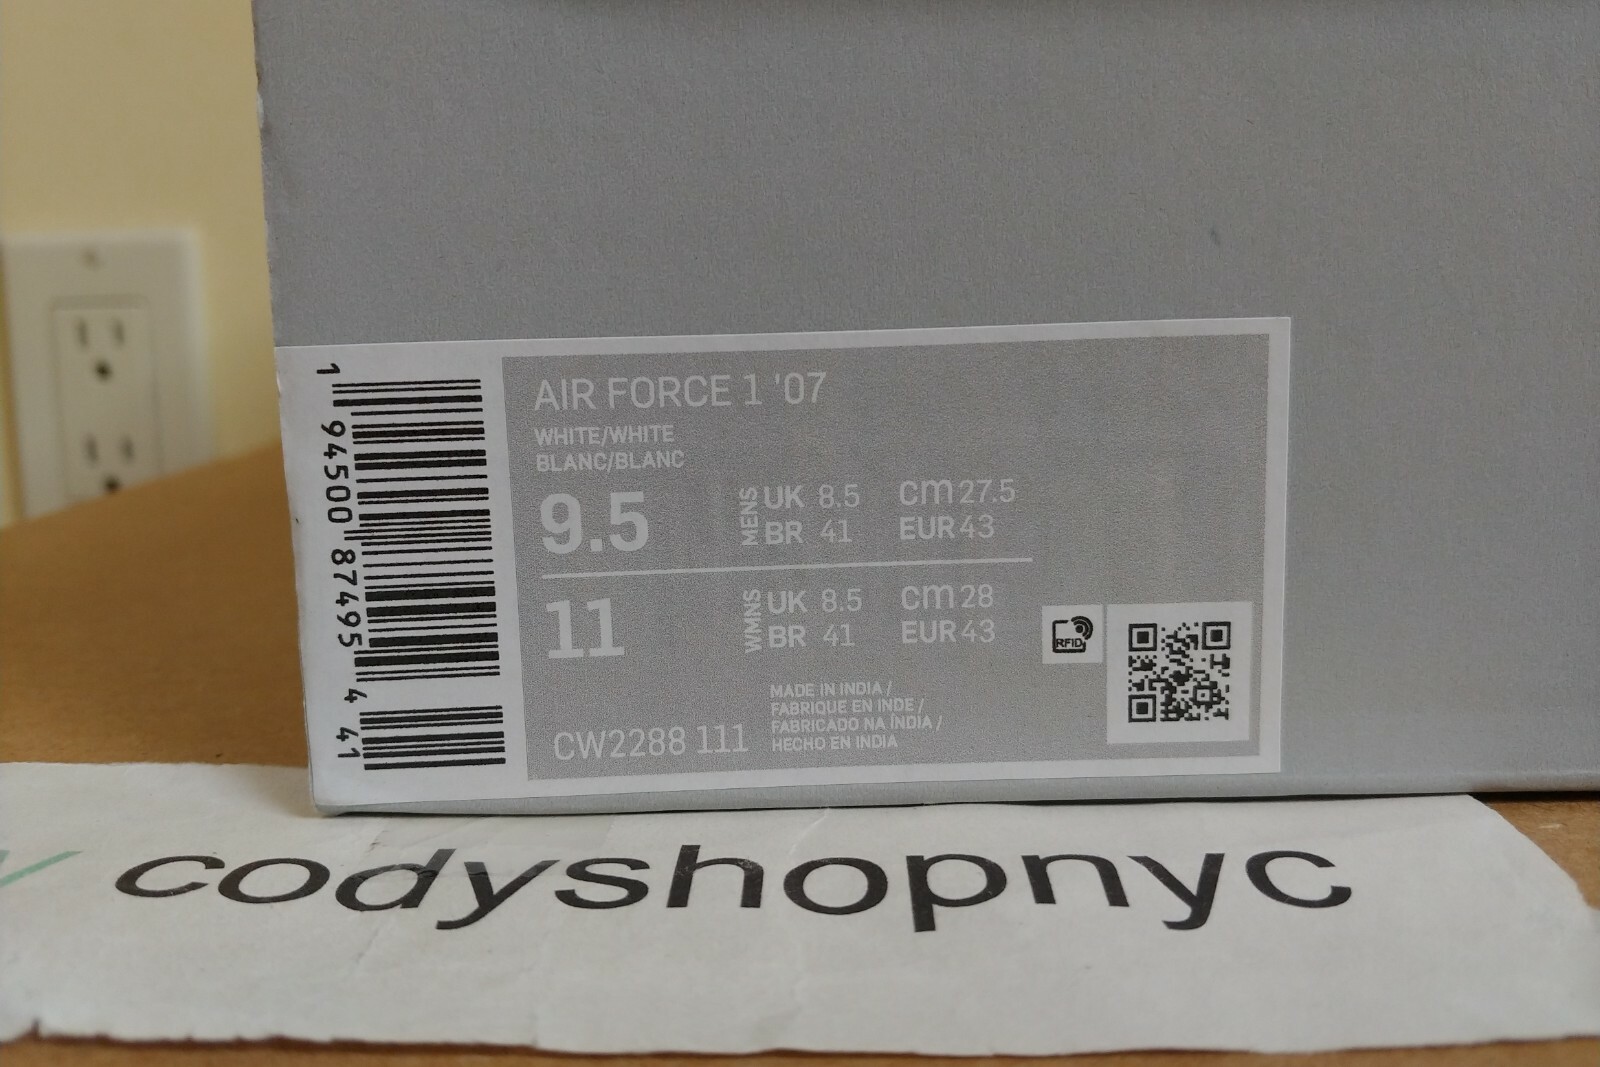 1 94500 87495 4 41
AIR FORCE 1 '07
WHITE/WHITE
BLANC/BLANC
9.5 MENS UK 8.5 cm 27.5
BR 41 EUR 43
11 WMNS UK 8.5 cm 28
BR 41 EUR 43
RFID
CW2288 111
MADE IN INDIA /
FABRIQUE EN INDE /
FABRICADO NA ÍNDIA /
HECHO EN INDIA
codyshopnyc